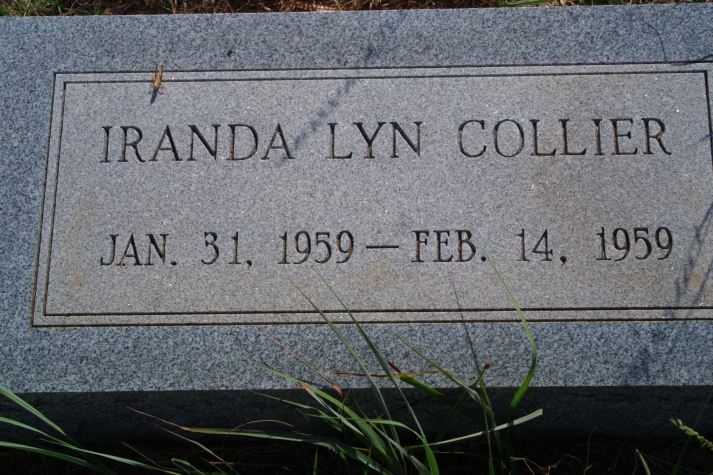 IRANDA LYN COLLIER
JAN. 31, 1959 — FEB. 14, 1959